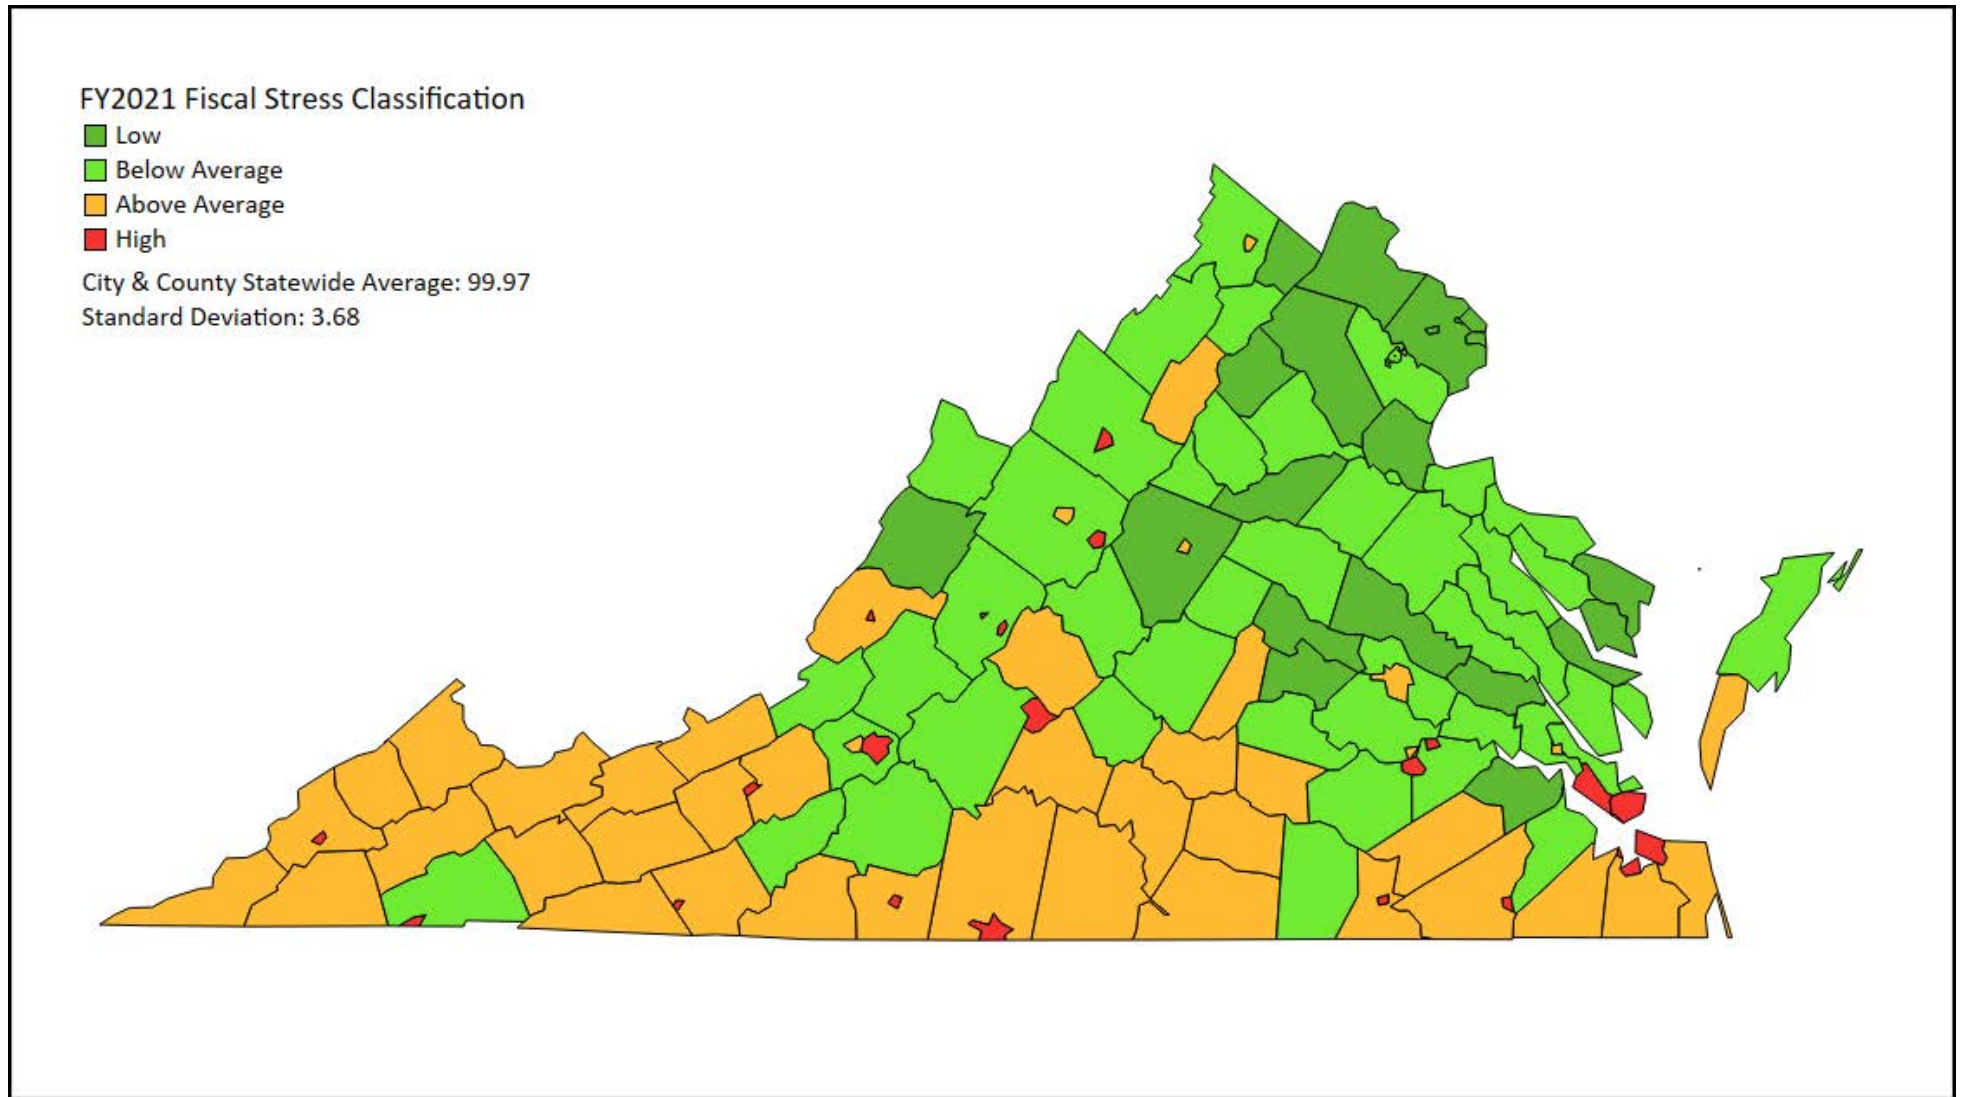 FY2021 Fiscal Stress Classification
Low
Below Average
Above Average
High
City & County Statewide Average: 99.97
Standard Deviation: 3.68